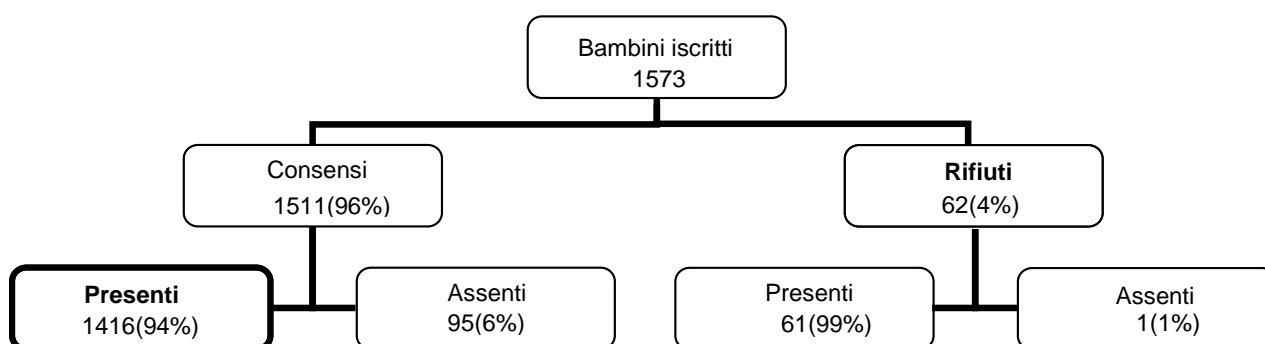 Bambini iscritti
1573
Consensi
1511(96%)
Rifiuti
62(4%)
Presenti
1416(94%)
Assenti
95(6%)
Presenti
61(99%)
Assenti
1(1%)